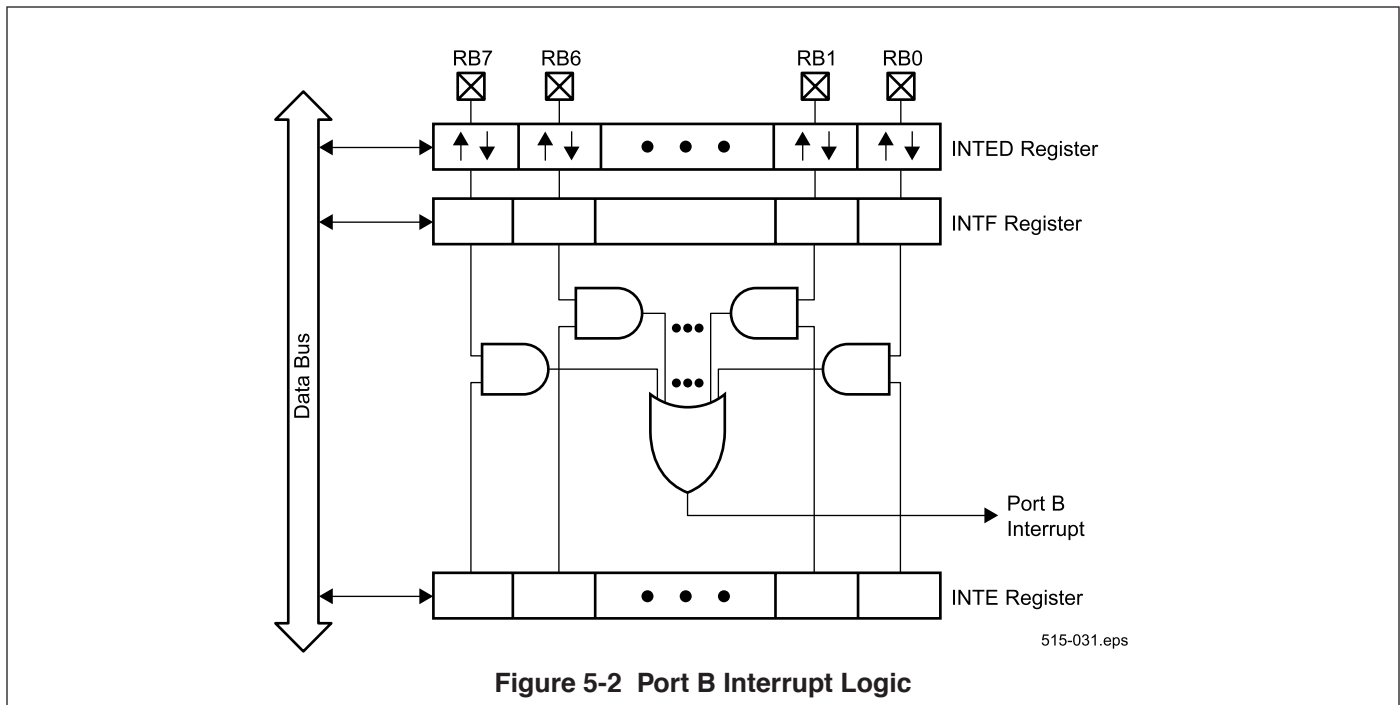 RB7 RB6 RB1 RB0
INTED Register
INTF Register
Data Bus
Port B
Interrupt
INTE Register
515-031.eps
Figure 5-2 Port B Interrupt Logic